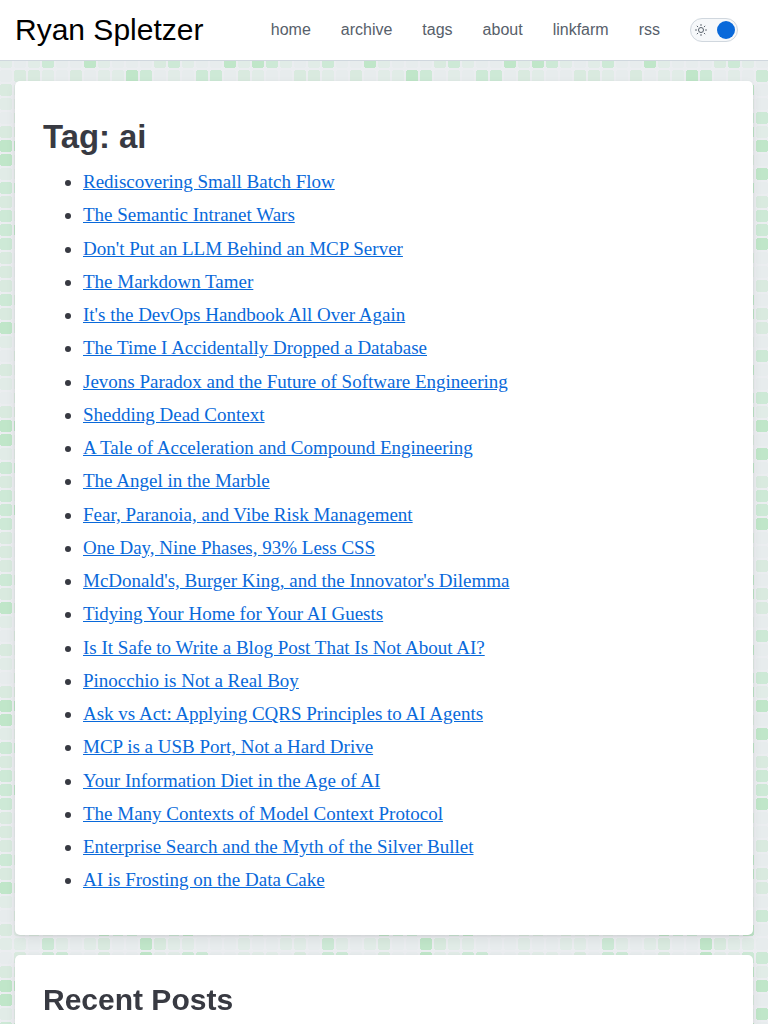 Ryan Spletzer
home archive tags about linkfarm rss
Tag: ai
Rediscovering Small Batch Flow
The Semantic Intranet Wars
Don't Put an LLM Behind an MCP Server
The Markdown Tamer
It's the DevOps Handbook All Over Again
The Time I Accidentally Dropped a Database
Jevons Paradox and the Future of Software Engineering
Shedding Dead Context
A Tale of Acceleration and Compound Engineering
The Angel in the Marble
Fear, Paranoia, and Vibe Risk Management
One Day, Nine Phases, 93% Less CSS
McDonald's, Burger King, and the Innovator's Dilemma
Tidying Your Home for Your AI Guests
Is It Safe to Write a Blog Post That Is Not About AI?
Pinocchio is Not a Real Boy
Ask vs Act: Applying CQRS Principles to AI Agents
MCP is a USB Port, Not a Hard Drive
Your Information Diet in the Age of AI
The Many Contexts of Model Context Protocol
Enterprise Search and the Myth of the Silver Bullet
AI is Frosting on the Data Cake
Recent Posts